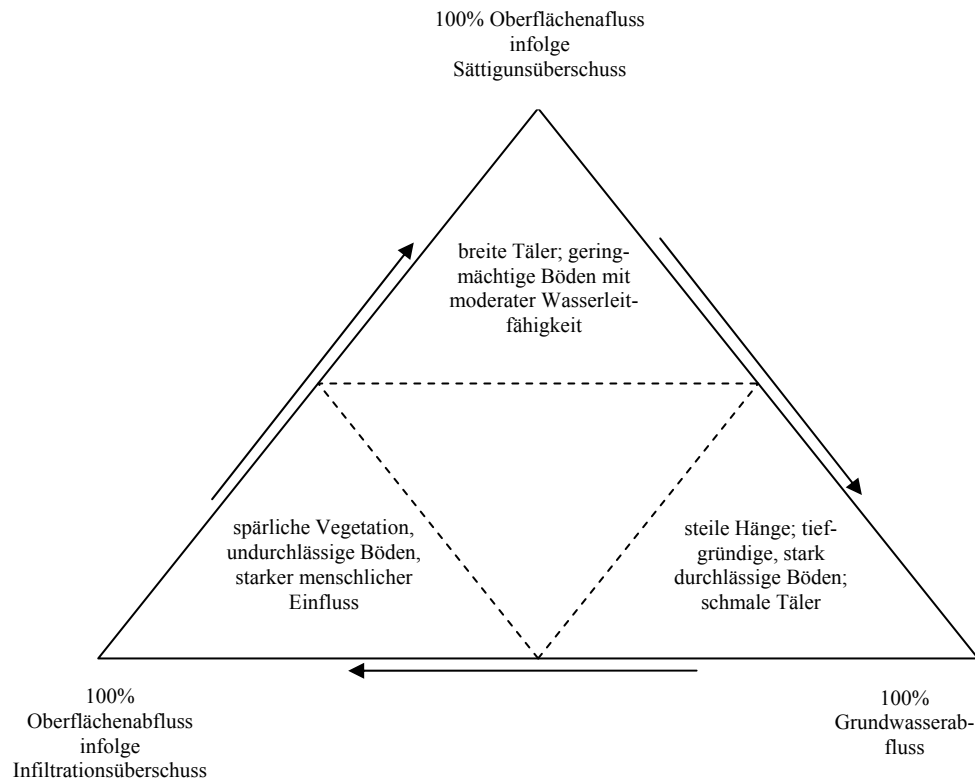 100% Oberflächenafluss
infolge
Sättigunsüberschuss
breite Täler; gering-
mächtige Böden mit
moderater Wasserleit-
fähigkeit
spärliche Vegetation,
undurchlässige Böden,
starker menschlicher
Einfluss
steile Hänge; tief-
gründige, stark
durchlässige Böden;
schmale Täler
100%
Oberflächenabfluss
infolge
Infiltrationsüberschuss
100%
Grundwasserab-
fluss